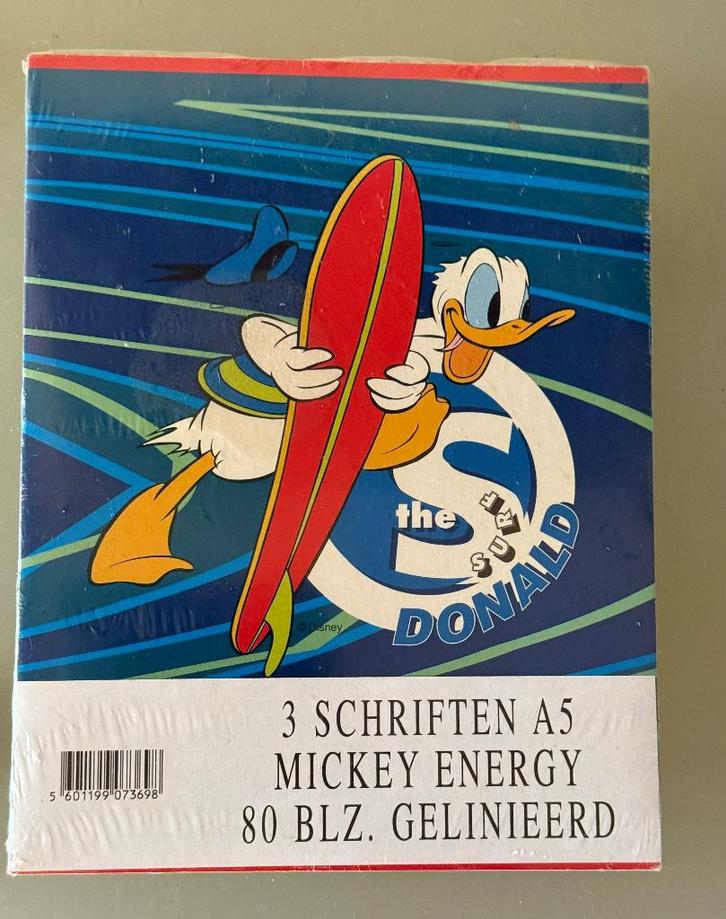 S
the
SURF
DONALD
© Disney
3 SCHRIFTEN A5
MICKEY ENERGY
80 BLZ. GELINIEERD
5 601199 073698